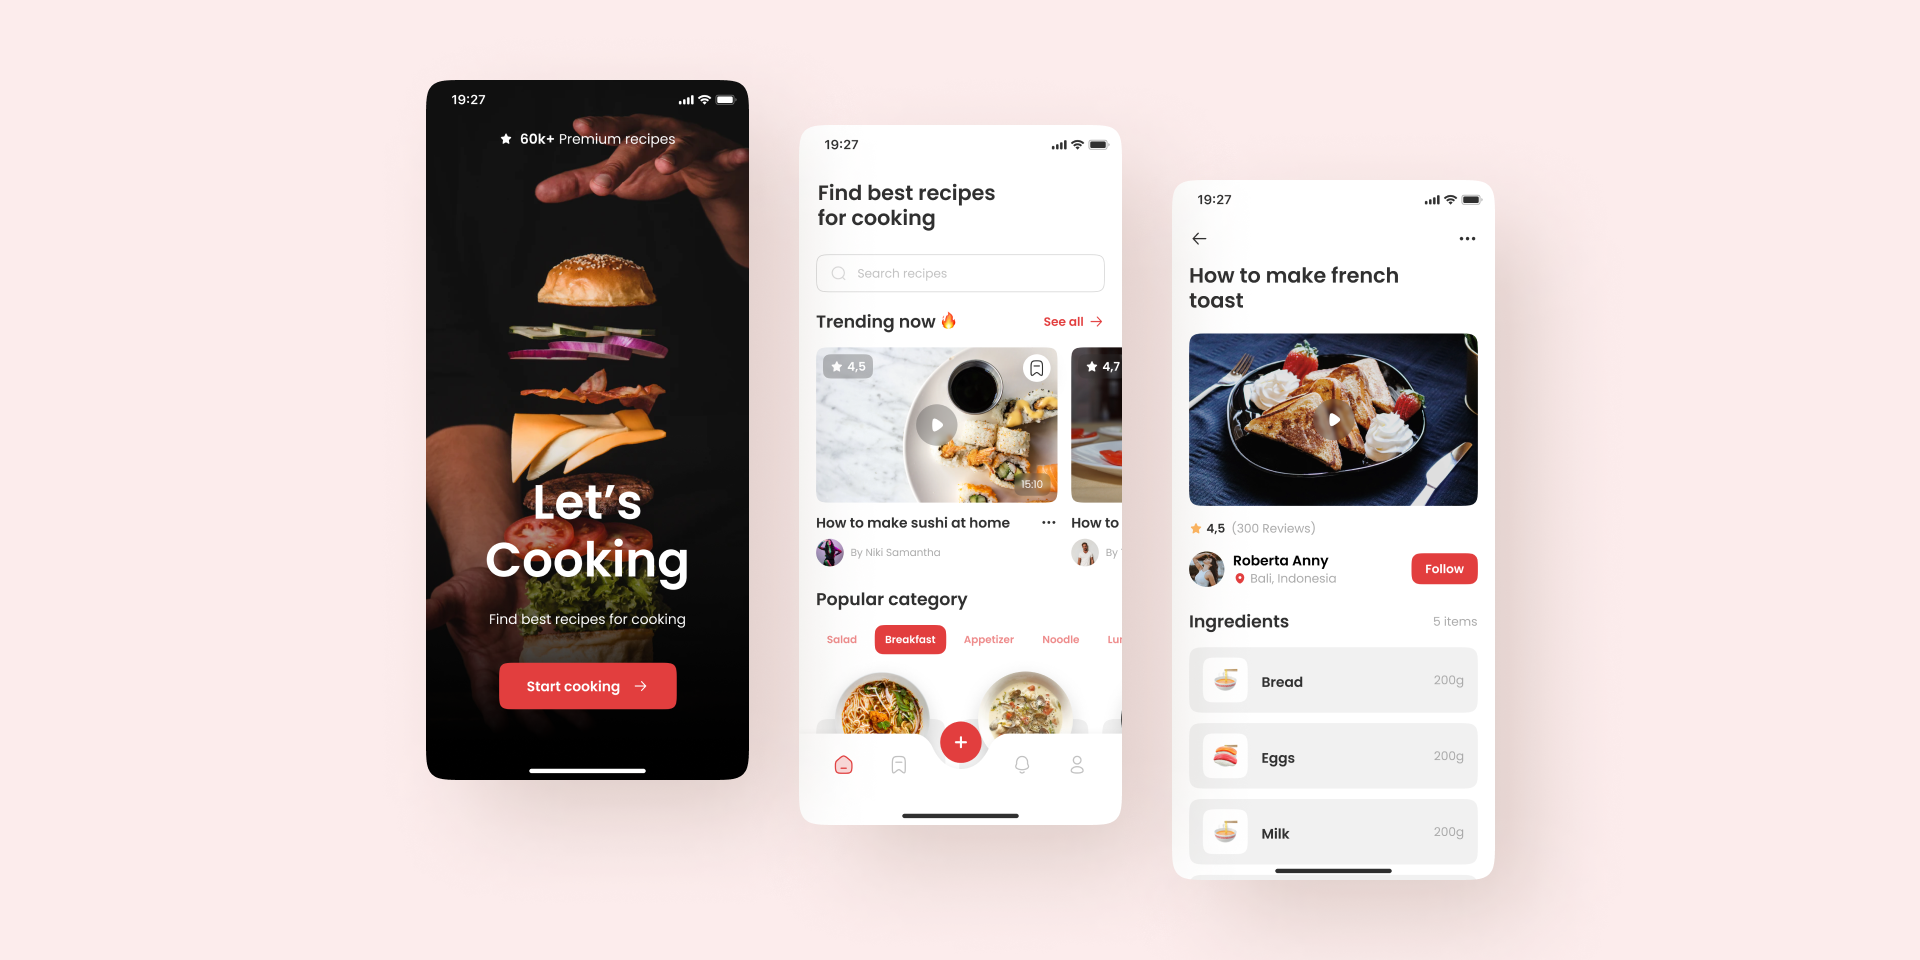 19:27
60k+ Premium recipes
Let's
Cooking
Find best recipes for cooking
Start cooking
19:27
Find best recipes
for cooking
Search recipes
Trending now
See all
4,5
15:10
How to make sushi at home
By Niki Samantha
4,7
How to
By
Popular category
Salad
Breakfast
Appetizer
Noodle
19:27
How to make french
toast
4,5 (300 Reviews)
Roberta Anny
Bali, Indonesia
Follow
Ingredients
5 items
Bread
200g
Eggs
200g
Milk
200g